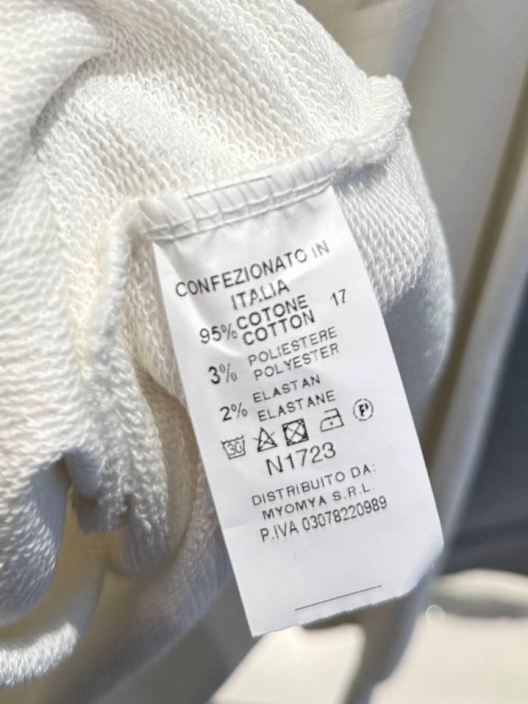 CONFEZIONATO IN
ITALIA
95% COTONE 17
COTTON
3% POLIESTERE
POLYESTER
2% ELASTAN
ELASTANE
30 P
N1723
DISTRIBUITO DA:
MYOMYA S.R.L.
P.IVA 03078220989